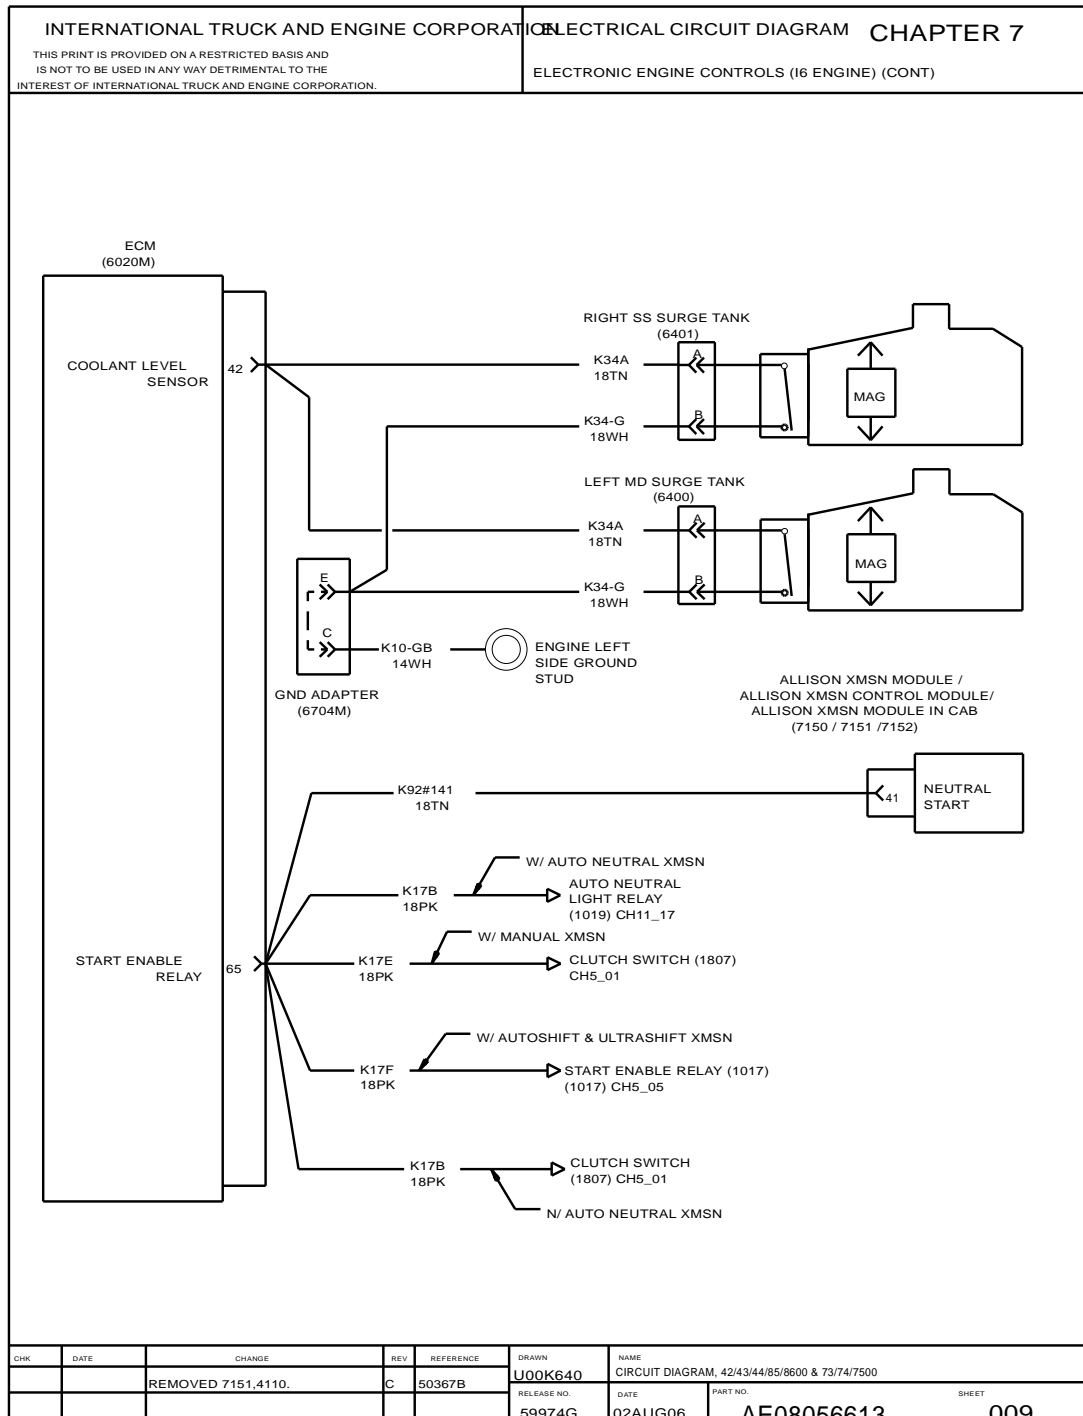 INTERNATIONAL TRUCK AND ENGINE CORPORATION
THIS PRINT IS PROVIDED ON A RESTRICTED BASIS AND
IS NOT TO BE USED IN ANY WAY DETRIMENTAL TO THE
INTEREST OF INTERNATIONAL TRUCK AND ENGINE CORPORATION.
ELECTRICAL CIRCUIT DIAGRAM CHAPTER 7
ELECTRONIC ENGINE CONTROLS (I6 ENGINE) (CONT)
ECM
(6020M)
COOLANT LEVEL
SENSOR
42
RIGHT SS SURGE TANK
(6401)
K34A
18TN
A
K34-G
18WH
B
MAG
LEFT MD SURGE TANK
(6400)
K34A
18TN
A
K34-G
18WH
B
MAG
E
C
GND ADAPTER
(6704M)
K10-GB
14WH
ENGINE LEFT
SIDE GROUND
STUD
ALLISON XMSN MODULE /
ALLISON XMSN CONTROL MODULE/
ALLISON XMSN MODULE IN CAB
(7150 / 7151 /7152)
K92#141
18TN
41
NEUTRAL
START
W/ AUTO NEUTRAL XMSN
K17B
18PK
AUTO NEUTRAL
LIGHT RELAY
(1019) CH11_17
W/ MANUAL XMSN
START ENABLE
RELAY
65
K17E
18PK
CLUTCH SWITCH (1807)
CH5_01
W/ AUTOSHIFT & ULTRASHIFT XMSN
K17F
18PK
START ENABLE RELAY (1017)
(1017) CH5_05
K17B
18PK
CLUTCH SWITCH
(1807) CH5_01
N/ AUTO NEUTRAL XMSN
CHK DATE CHANGE REV REFERENCE
REMOVED 7151,4110. C 50367B
DRAWN
U00K640
NAME
CIRCUIT DIAGRAM, 42/43/44/85/8600 & 73/74/7500
RELEASE NO.
59974G
DATE
02AUG06
PART NO.
AE08056613
SHEET
009